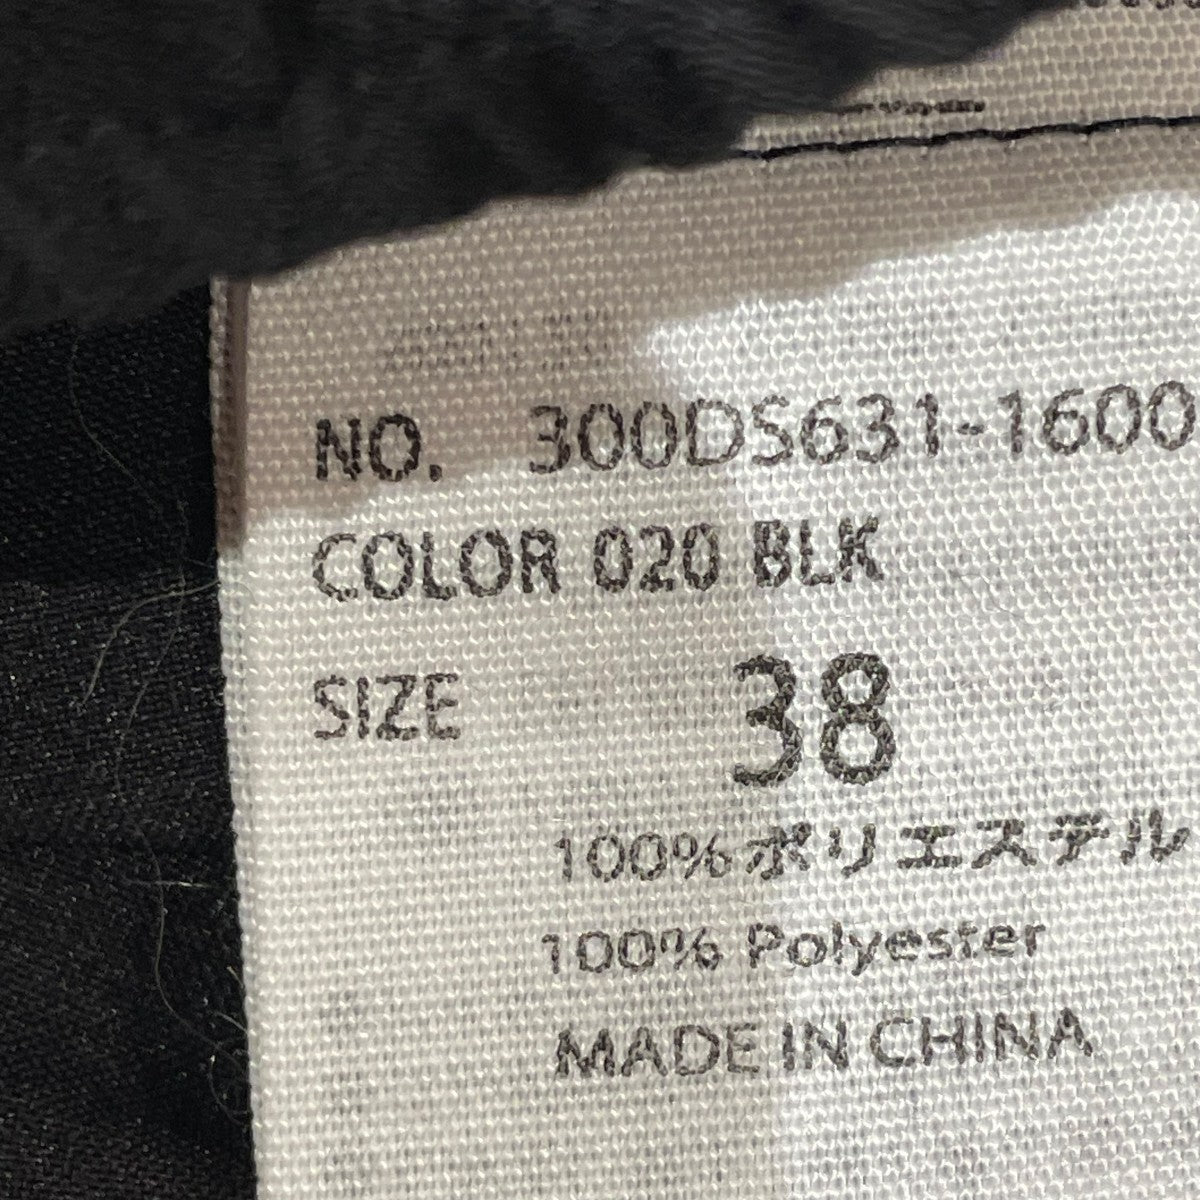 NO. 300DS631-1600
COLOR 020 BLK
SIZE 38
100%ポリエステル
100% Polyester
MADE IN CHINA